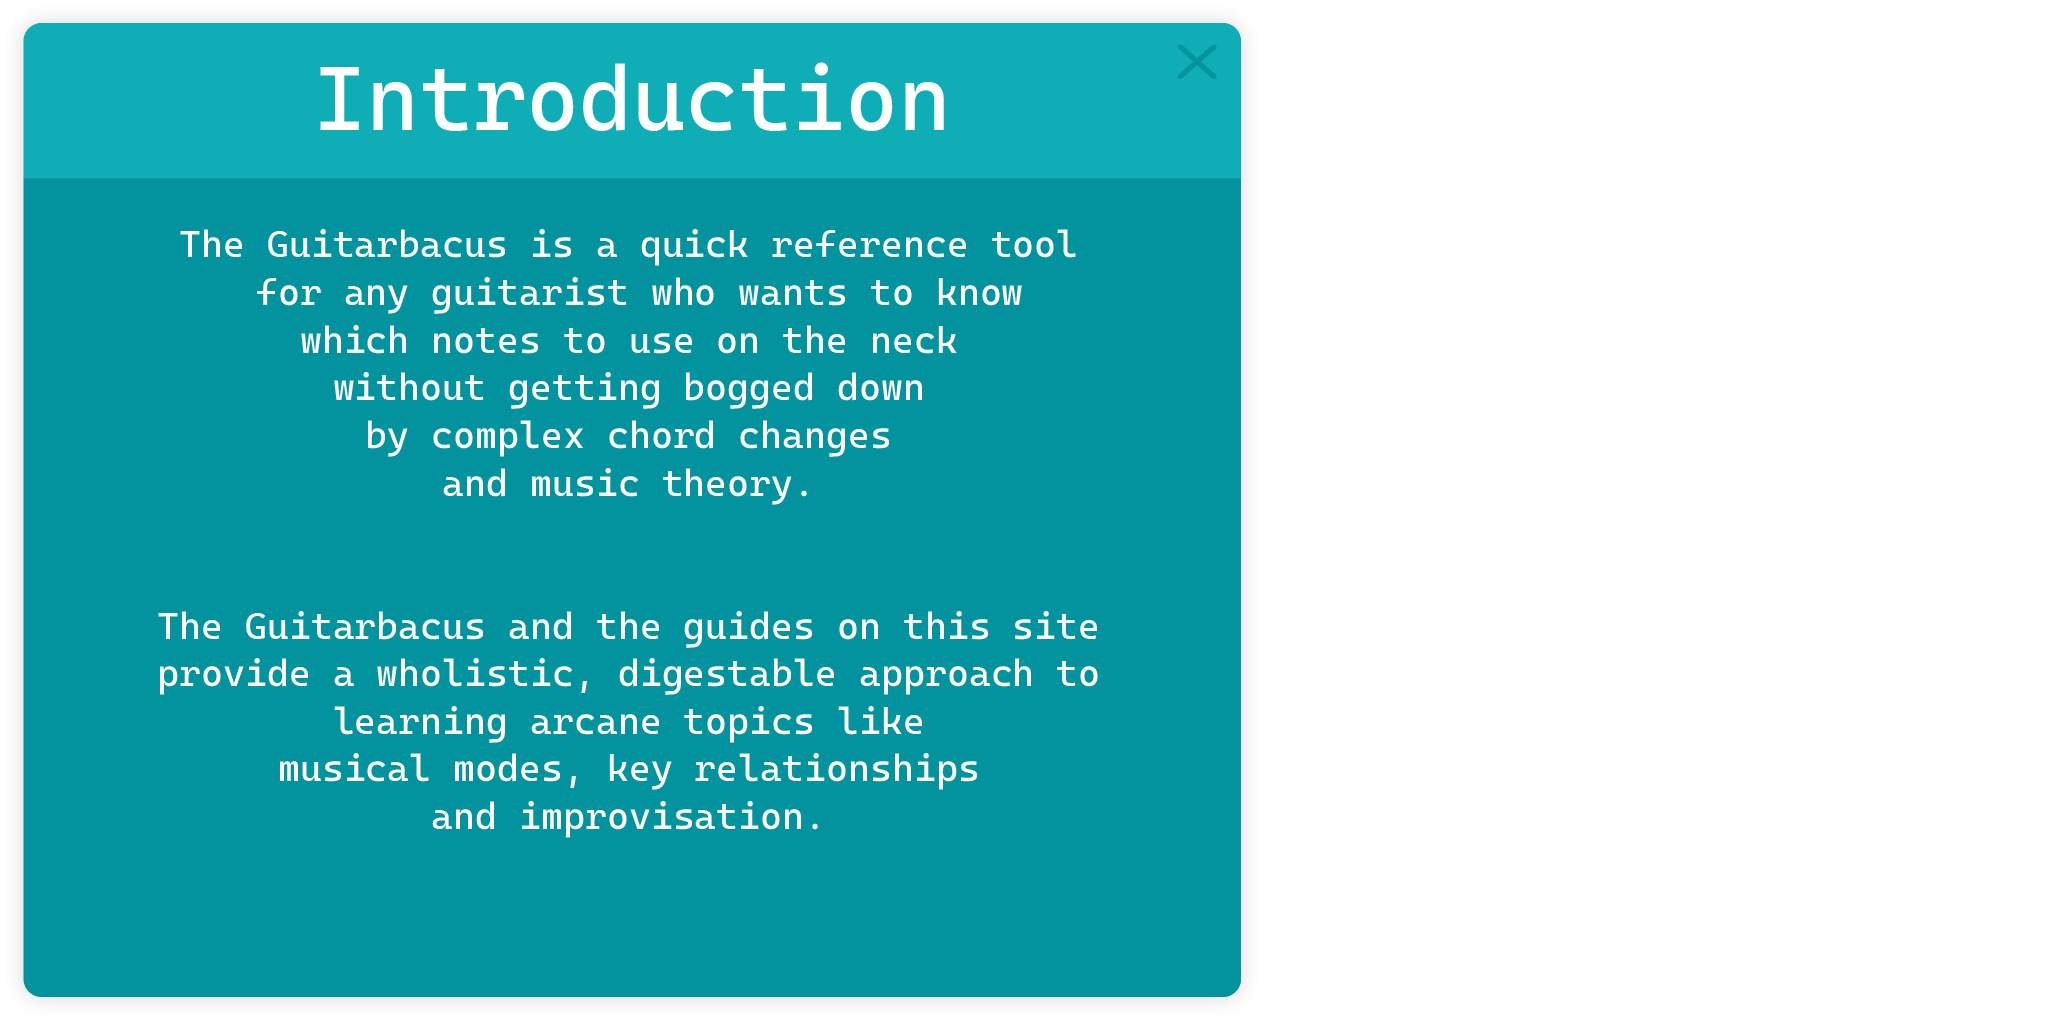 Introduction
The Guitarbacus is a quick reference tool
for any guitarist who wants to know
which notes to use on the neck
without getting bogged down
by complex chord changes
and music theory.
The Guitarbacus and the guides on this site
provide a wholistic, digestable approach to
learning arcane topics like
musical modes, key relationships
and improvisation.